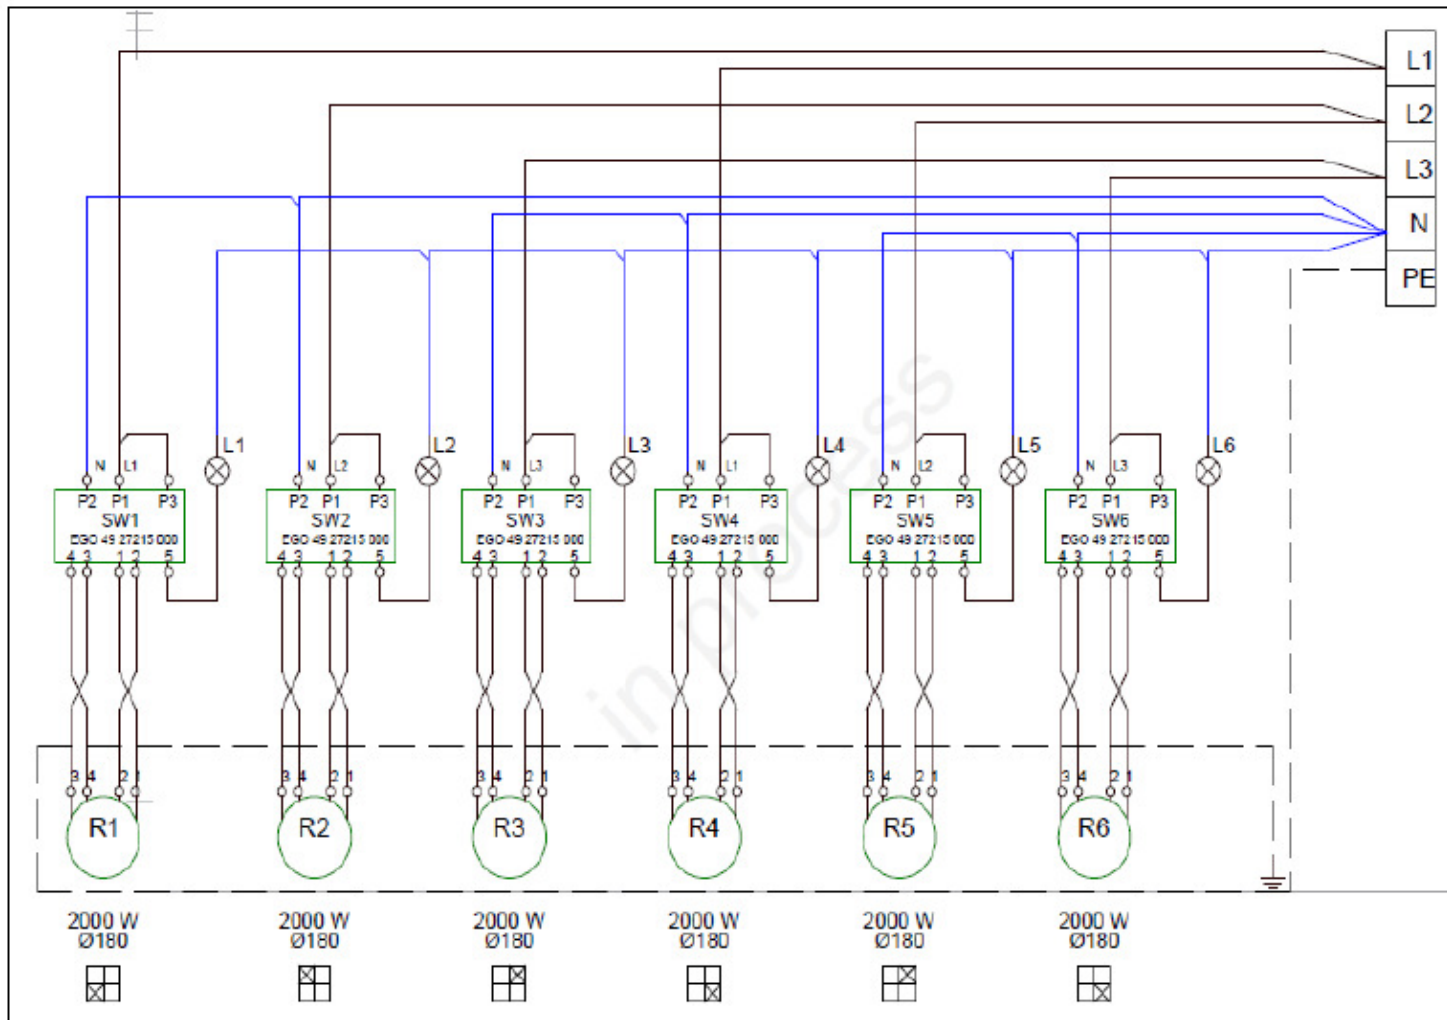 L1
L2
L3
N
PE
L1 L2 L3 L4 L5 L6
N L1 N L2 N L3 N L1 N L2 N L3
P2 P1 P3 P2 P1 P3 P2 P1 P3 P2 P1 P3 P2 P1 P3 P2 P1 P3
SW1 SW2 SW3 SW4 SW5 SW6
EGO 49 27215 000 EGO 49 27215 000 EGO 49 27215 000 EGO 49 27215 000 EGO 49 27215 000 EGO 49 27215 000
4 3 1 2 5 4 3 1 2 5 4 3 1 2 5 4 3 1 2 5 4 3 1 2 5 4 3 1 2 5
in process
3 4 2 1 3 4 2 1 3 4 2 1 3 4 2 1 3 4 2 1 3 4 2 1
R1 R2 R3 R4 R5 R6
2000 W 2000 W 2000 W 2000 W 2000 W 2000 W
Ø180 Ø180 Ø180 Ø180 Ø180 Ø180